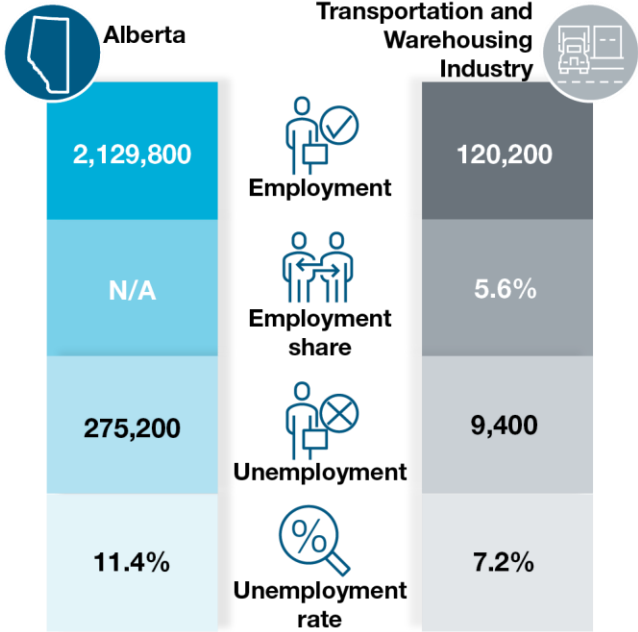 Alberta
Transportation and
Warehousing
Industry
2,129,800
Employment
120,200
N/A
Employment
share
5.6%
275,200
Unemployment
9,400
11.4%
%
Unemployment
rate
7.2%